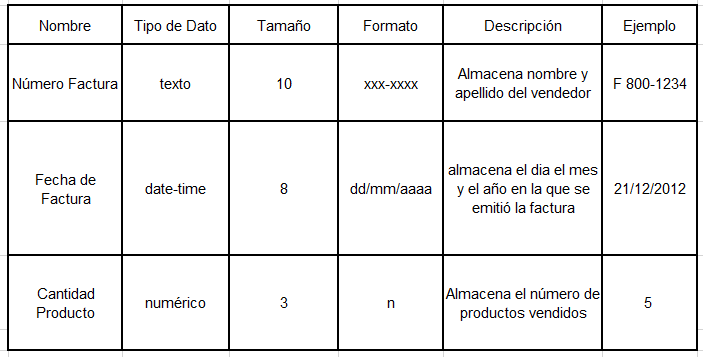 Nombre Tipo de Dato Tamaño Formato Descripción Ejemplo
Número Factura texto 10 xxx-xxxx Almacena nombre y
apellido del vendedor F 800-1234
Fecha de
Factura date-time 8 dd/mm/aaaa almacena el dia el mes
y el año en la que se
emitió la factura 21/12/2012
Cantidad
Producto numérico 3 n Almacena el número de
productos vendidos 5